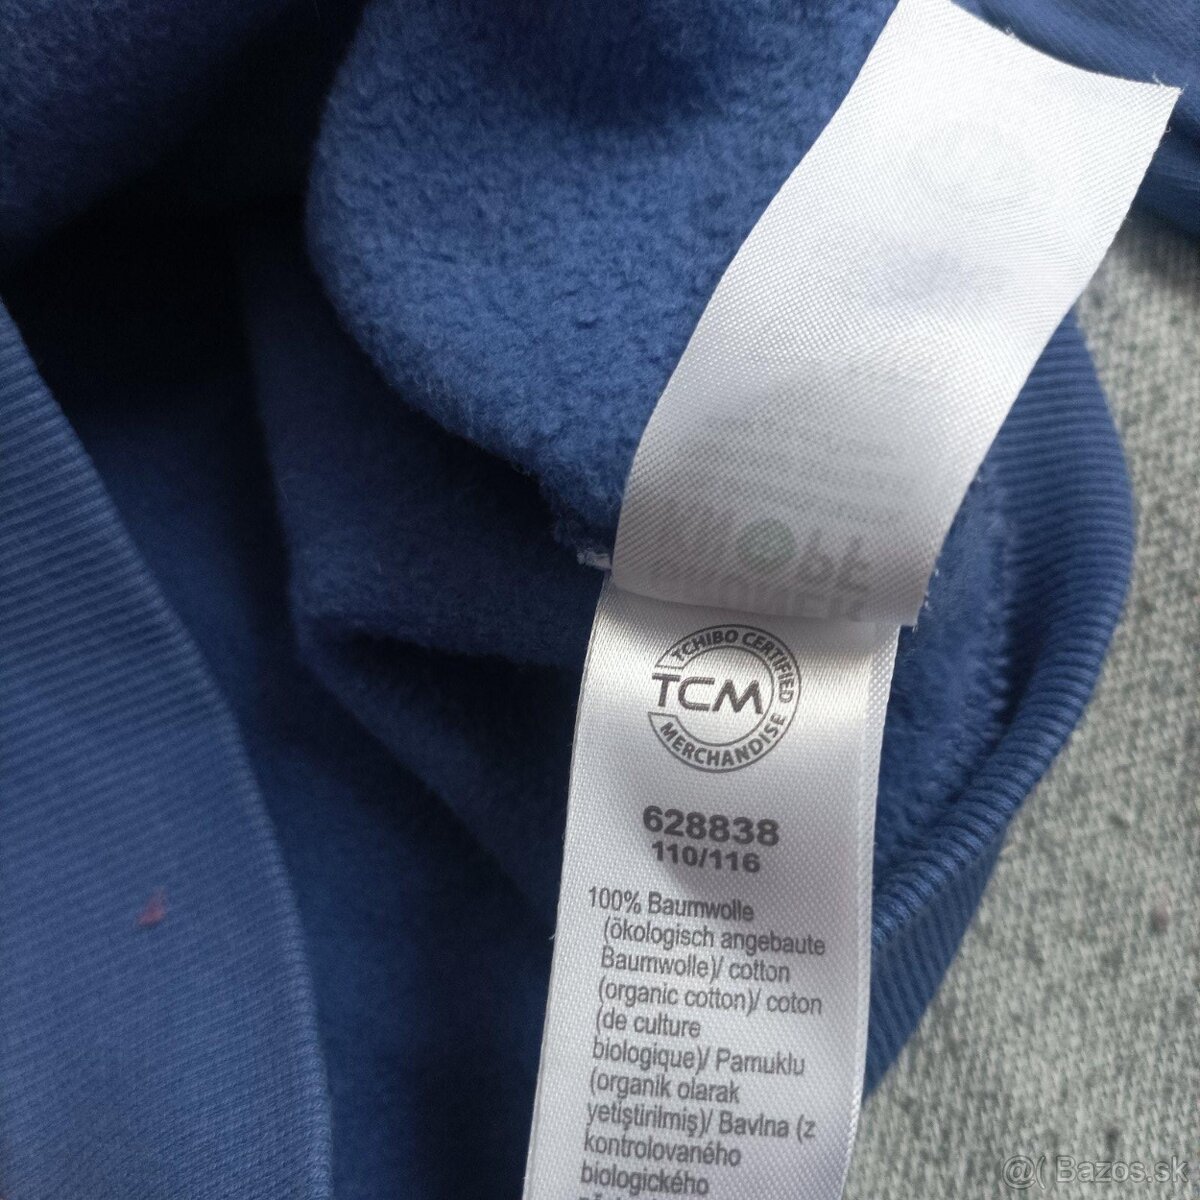 TCHIBO CERTIFIED
TCM
MERCHANDISE
628838
110/116
100% Baumwolle
(ökologisch angebaute
Baumwolle)/ cotton
(organic cotton)/ coton
(de culture
biologique)/ Pamuklu
(organik olarak
yetiştirilmiş)/ Bavlna (z
kontrolovaného
biologického
@( Bazos.sk